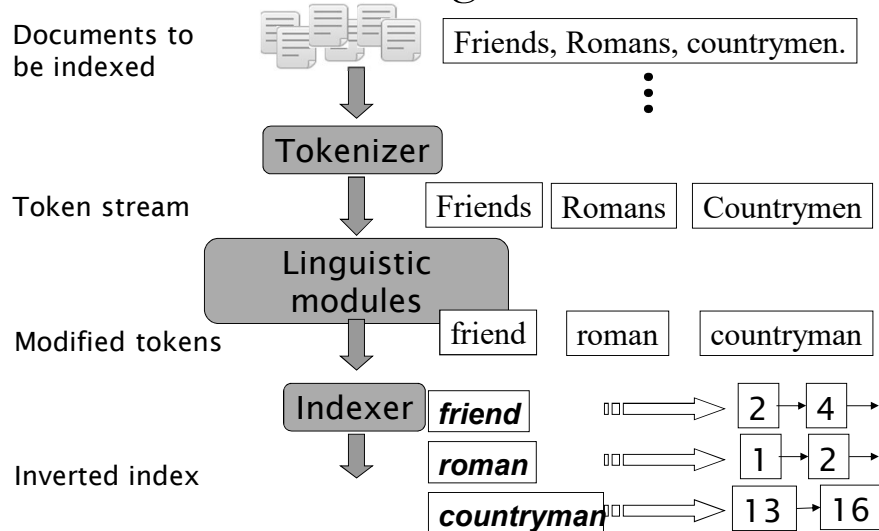 Documents to
be indexed
Friends, Romans, countrymen.
Tokenizer
Token stream
Friends Romans Countrymen
Linguistic
modules
Modified tokens
friend roman countryman
Indexer
friend 2 4
roman 1 2
Inverted index
countryman 13 16